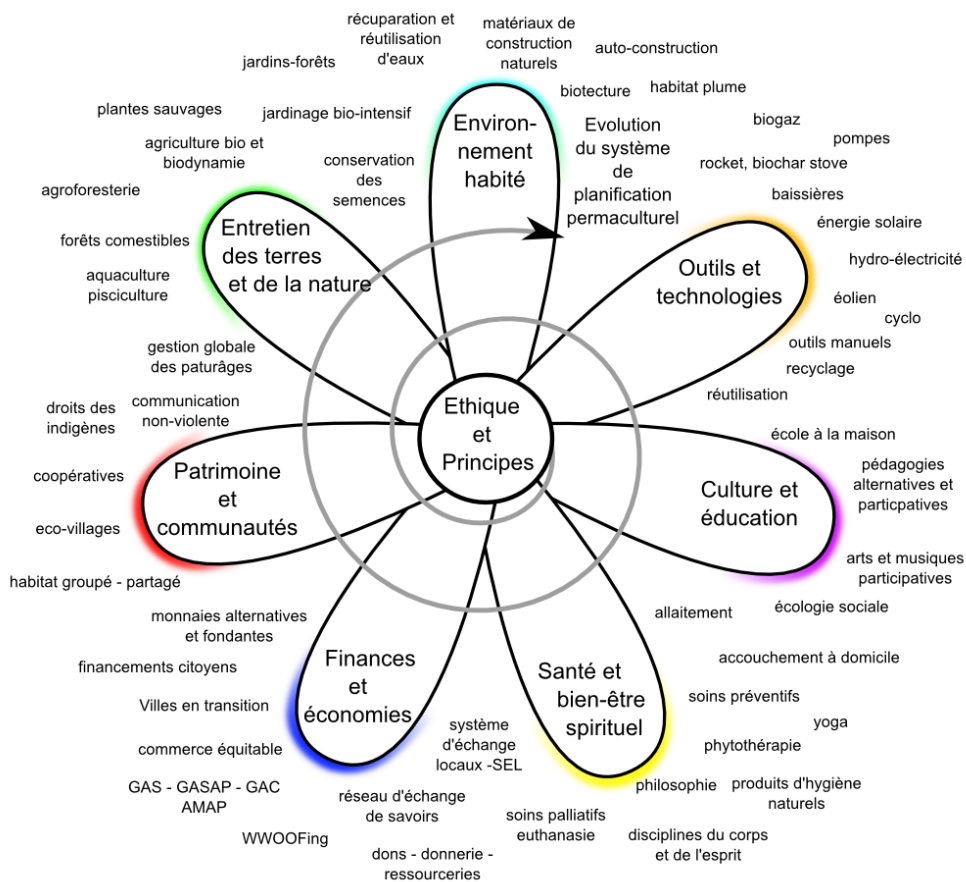 récuparation et
réutilisation
d'eaux
matériaux de
construction
naturels
auto-construction
jardins-forêts
biotecture
habitat plume
plantes sauvages
jardinage bio-intensif
Environ-
nement
habité
Evolution
du système
de
planification
permaculturel
biogaz
pompes
agriculture bio et
biodynamie
conservation
des
semences
rocket, biochar stove
agroforesterie
baissières
Entretien
des terres
et de la nature
énergie solaire
forêts comestibles
Outils et
technologies
hydro-électricité
aquaculture
pisciculture
éolien
cyclo
outils manuels
recyclage
gestion globale
des paturâges
réutilisation
Ethique
et
Principes
droits des
indigènes
communication
non-violente
école à la maison
Patrimoine
et
communautés
coopératives
Culture et
éducation
pédagogies
alternatives et
particpatives
eco-villages
habitat groupé - partagé
arts et musiques
participatives
monnaies alternatives
et fondantes
allaitement
écologie sociale
financements citoyens
Finances
et
économies
Santé et
bien-être
spirituel
accouchement à domicile
Villes en transition
soins préventifs
yoga
commerce équitable
système
d'échange
locaux -SEL
phytothérapie
GAS - GASAP - GAC
AMAP
philosophie
produits d'hygiène
naturels
réseau d'échange
de savoirs
soins palliatifs
euthanasie
WWOOFing
disciplines du corps
et de l'esprit
dons - donnerie -
ressourceries